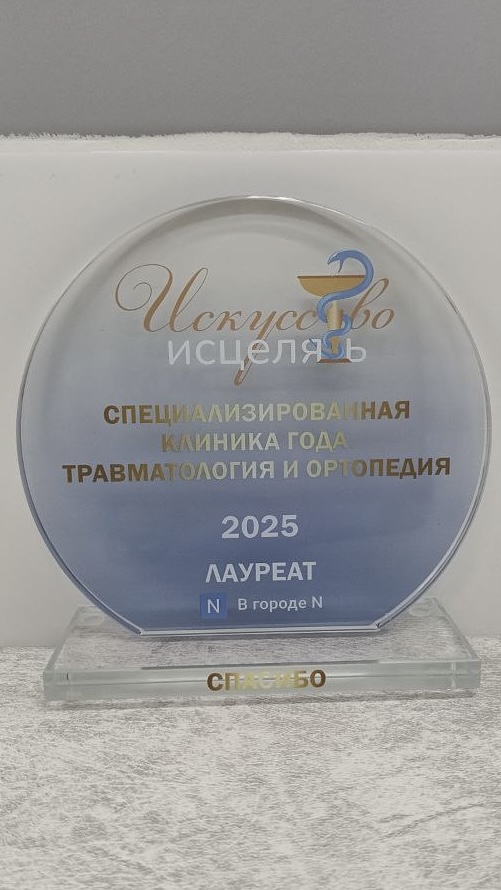 Искусство
ИСЦЕЛЯТЬ
СПЕЦИАЛИЗИРОВАННАЯ
КЛИНИКА ГОДА
ТРАВМАТОЛОГИЯ И ОРТОПЕДИЯ
2025
ЛАУРЕАТ
N В городе N
СПАСИБО